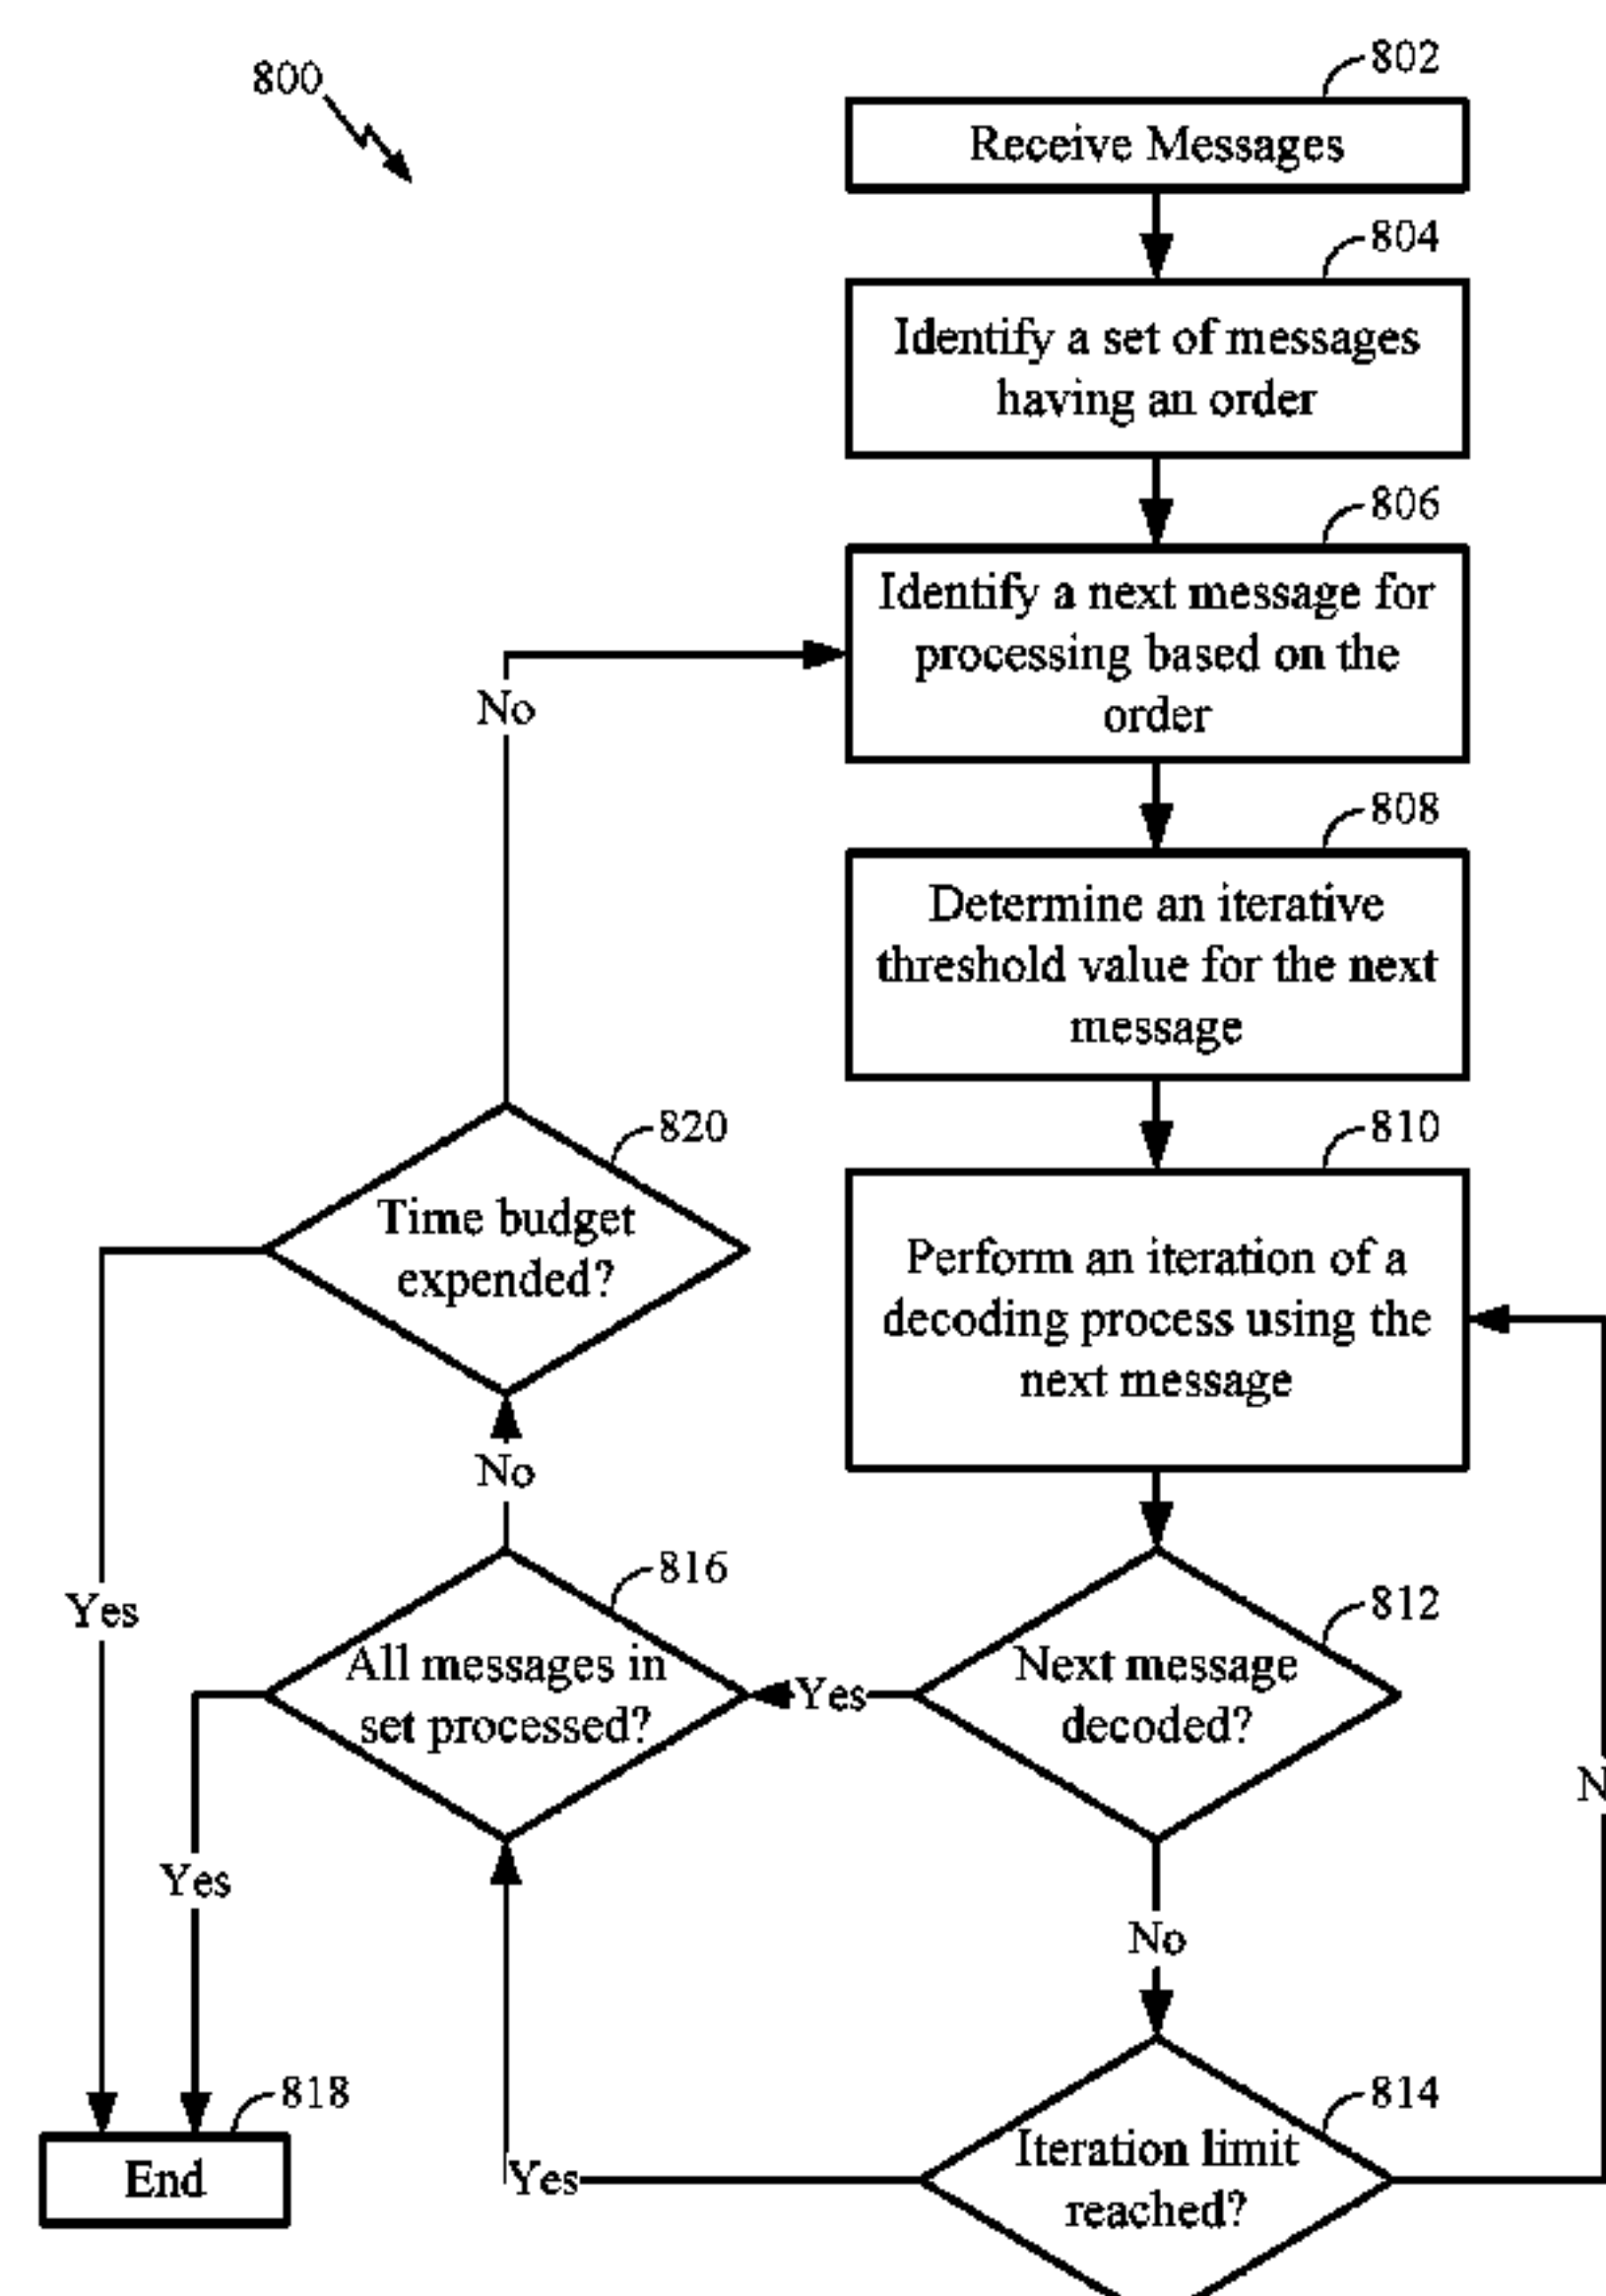 800
802
Receive Messages
804
Identify a set of messages
having an order
806
Identify a next message for
processing based on the
order
No
808
Determine an iterative
threshold value for the next
message
820
Time budget
expended?
810
Perform an iteration of a
decoding process using the
next message
No
816
All messages in
set processed?
Yes
812
Next message
decoded?
Yes
Yes
No
N
818
End
814
Iteration limit
reached?
Yes